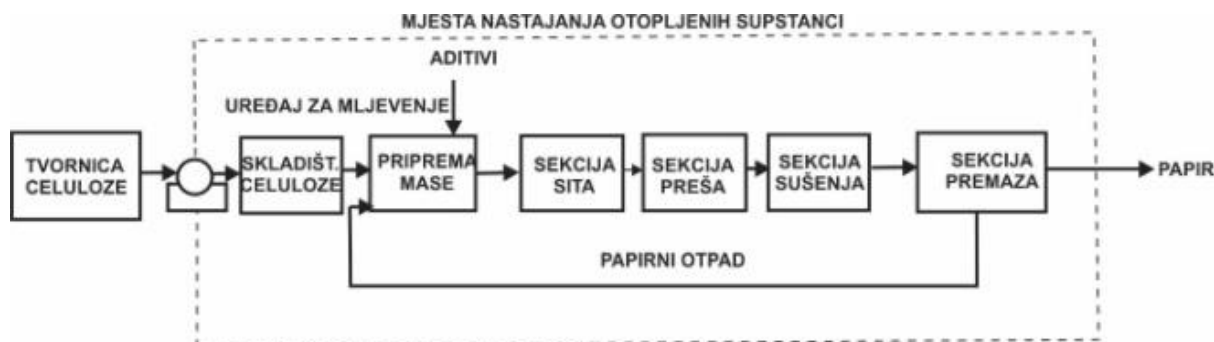 MJESTA NASTAJANJA OTOPLJENIH SUPSTANCI
ADITIVI
UREĐAJ ZA MLJEVENJE
TVORNICA
CELULOZE
SKLADIŠT.
CELULOZE
PRIPREMA
MASE
SEKCIJA
SITA
SEKCIJA
PREŠA
SEKCIJA
SUŠENJA
SEKCIJA
PREMAZA
PAPIR
PAPIRNI OTPAD